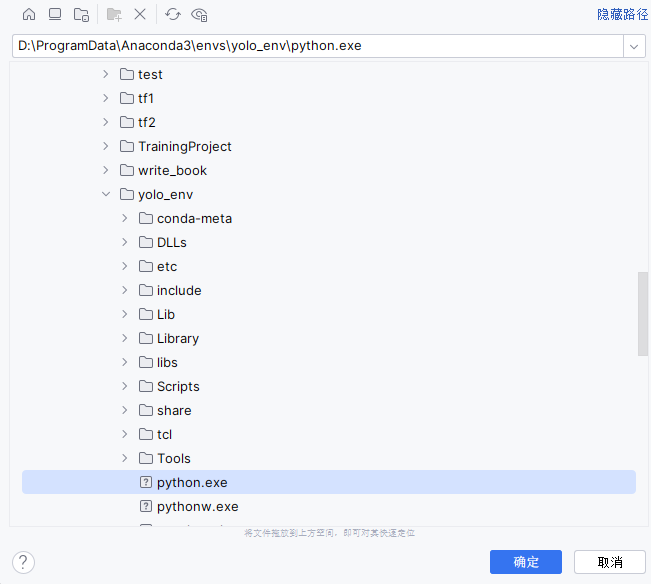 隐藏路径
D:\ProgramData\Anaconda3\envs\yolo_env\python.exe
test
tf1
tf2
TrainingProject
write_book
yolo_env
conda-meta
DLLs
etc
include
Lib
Library
libs
Scripts
share
tcl
Tools
python.exe
pythonw.exe
将文件拖放到上方空间，即可对其快速定位
?
确定
取消